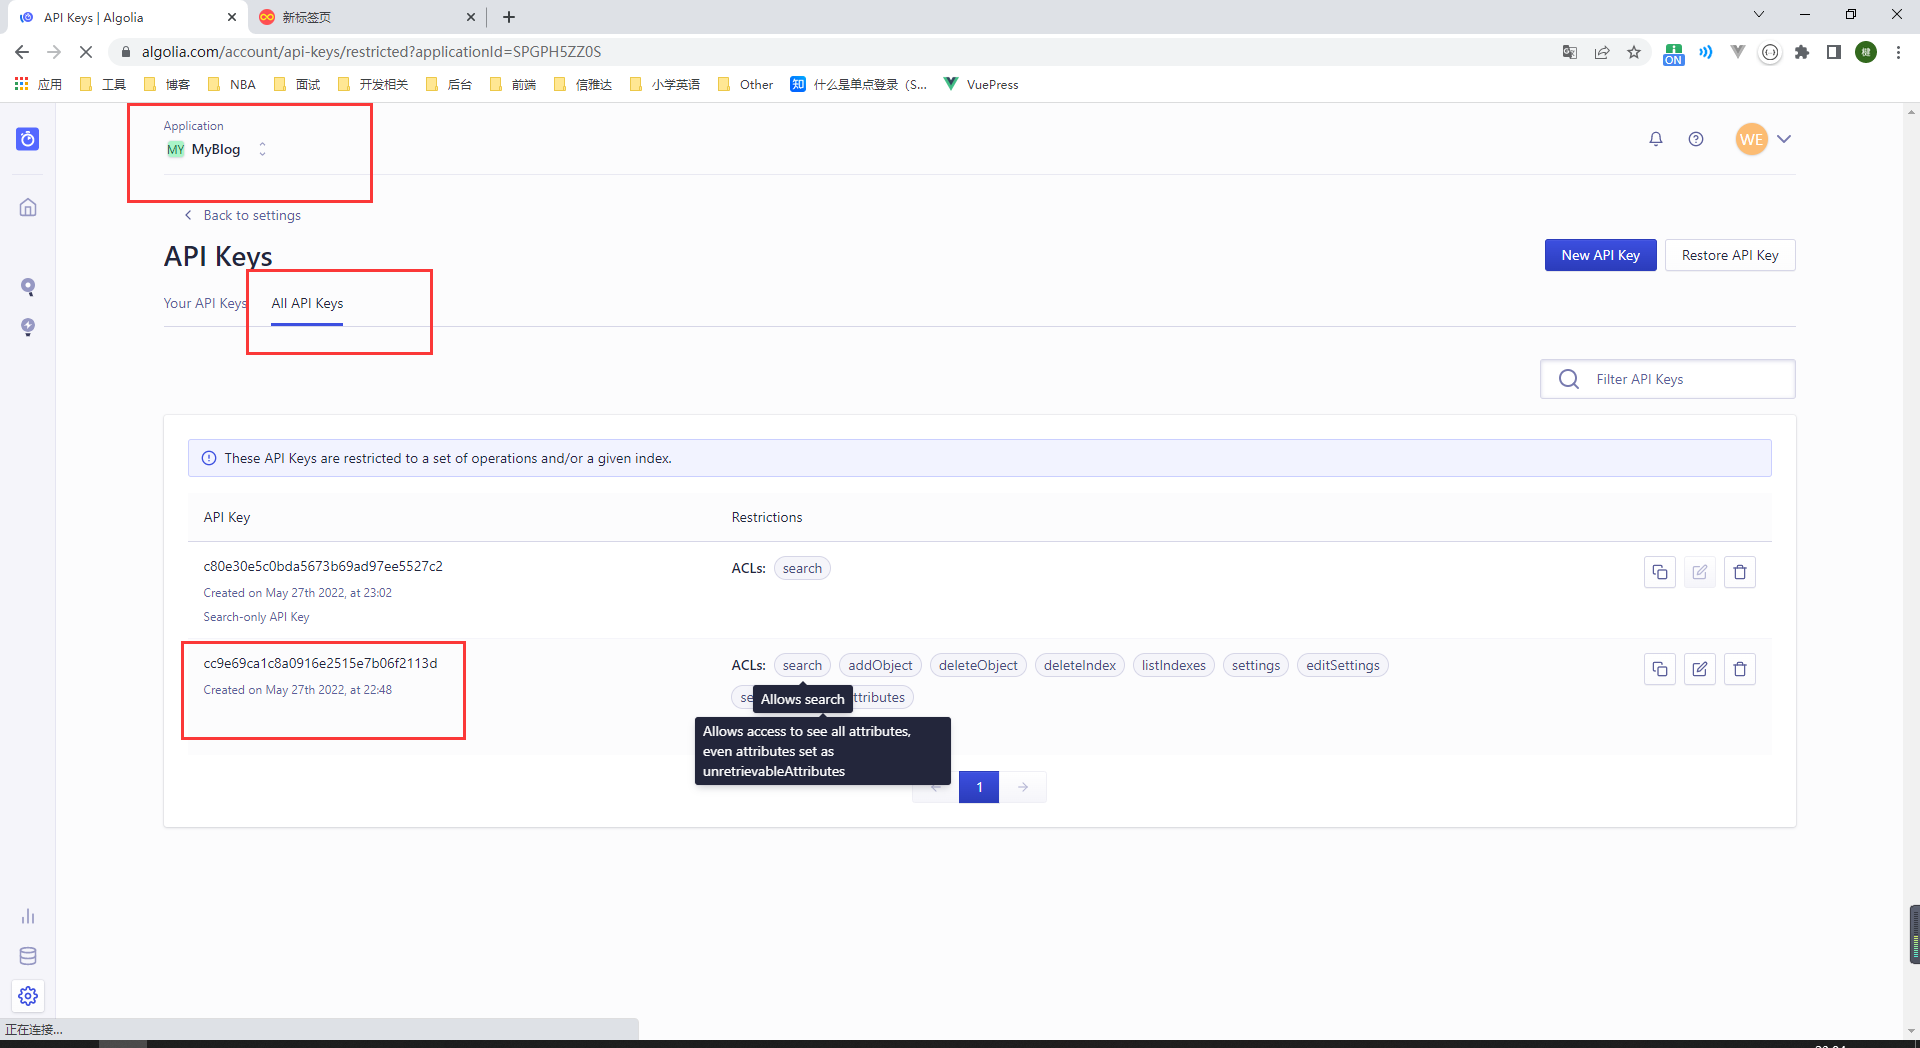 API Keys | Algolia
新标签页
algolia.com/account/api-keys/restricted?applicationId=SPGPH5ZZ0S
ON
应用
工具
博客
NBA
面试
开发相关
后台
前端
信雅达
小学英语
Other
知 什么是单点登录（S...
VuePress
Application
MY MyBlog
WE
Back to settings
API Keys
New API Key
Restore API Key
Your API Keys
All API Keys
Filter API Keys
These API Keys are restricted to a set of operations and/or a given index.
API Key
Restrictions
c80e30e5c0bda5673b69ad97ee5527c2
ACLs: search
Created on May 27th 2022, at 23:02
Search-only API Key
cc9e69ca1c8a0916e2515e7b06f2113d
ACLs: search addObject deleteObject deleteIndex listIndexes settings editSettings
Created on May 27th 2022, at 22:48
Allows search
Allows access to see all attributes,
even attributes set as
unretrievableAttributes
1
正在连接...